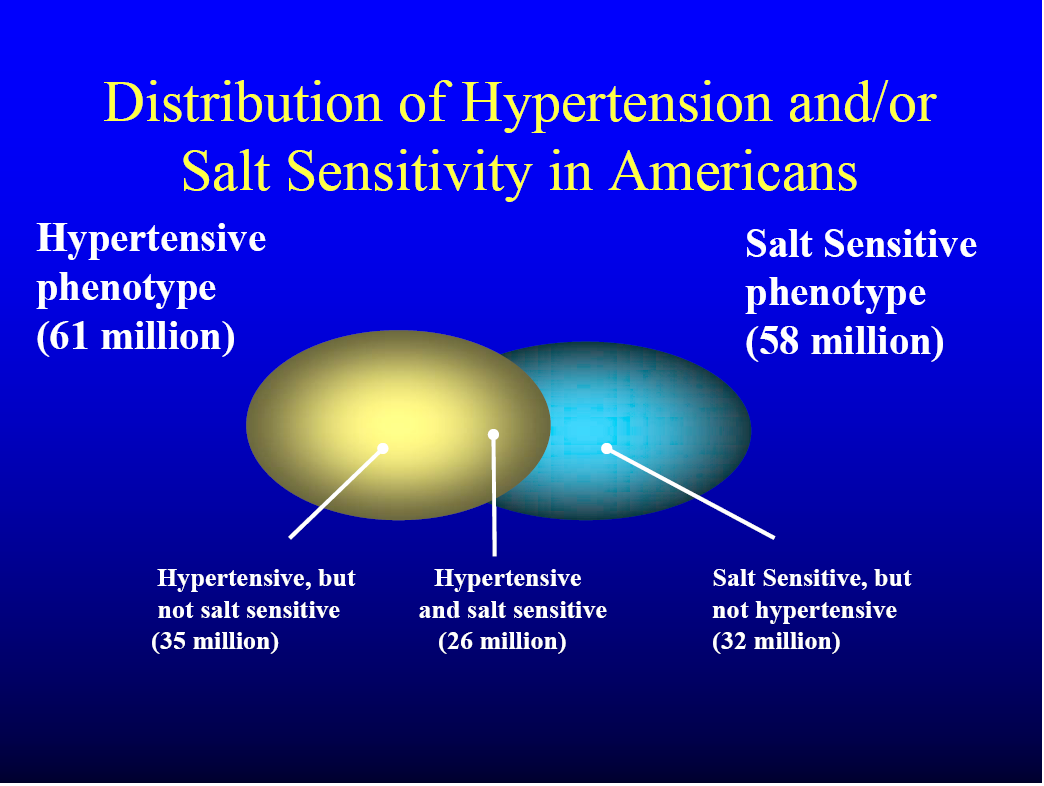 Distribution of Hypertension and/or
Salt Sensitivity in Americans
Hypertensive
phenotype
(61 million)
Salt Sensitive
phenotype
(58 million)
Hypertensive, but
not salt sensitive
(35 million)
Hypertensive
and salt sensitive
(26 million)
Salt Sensitive, but
not hypertensive
(32 million)